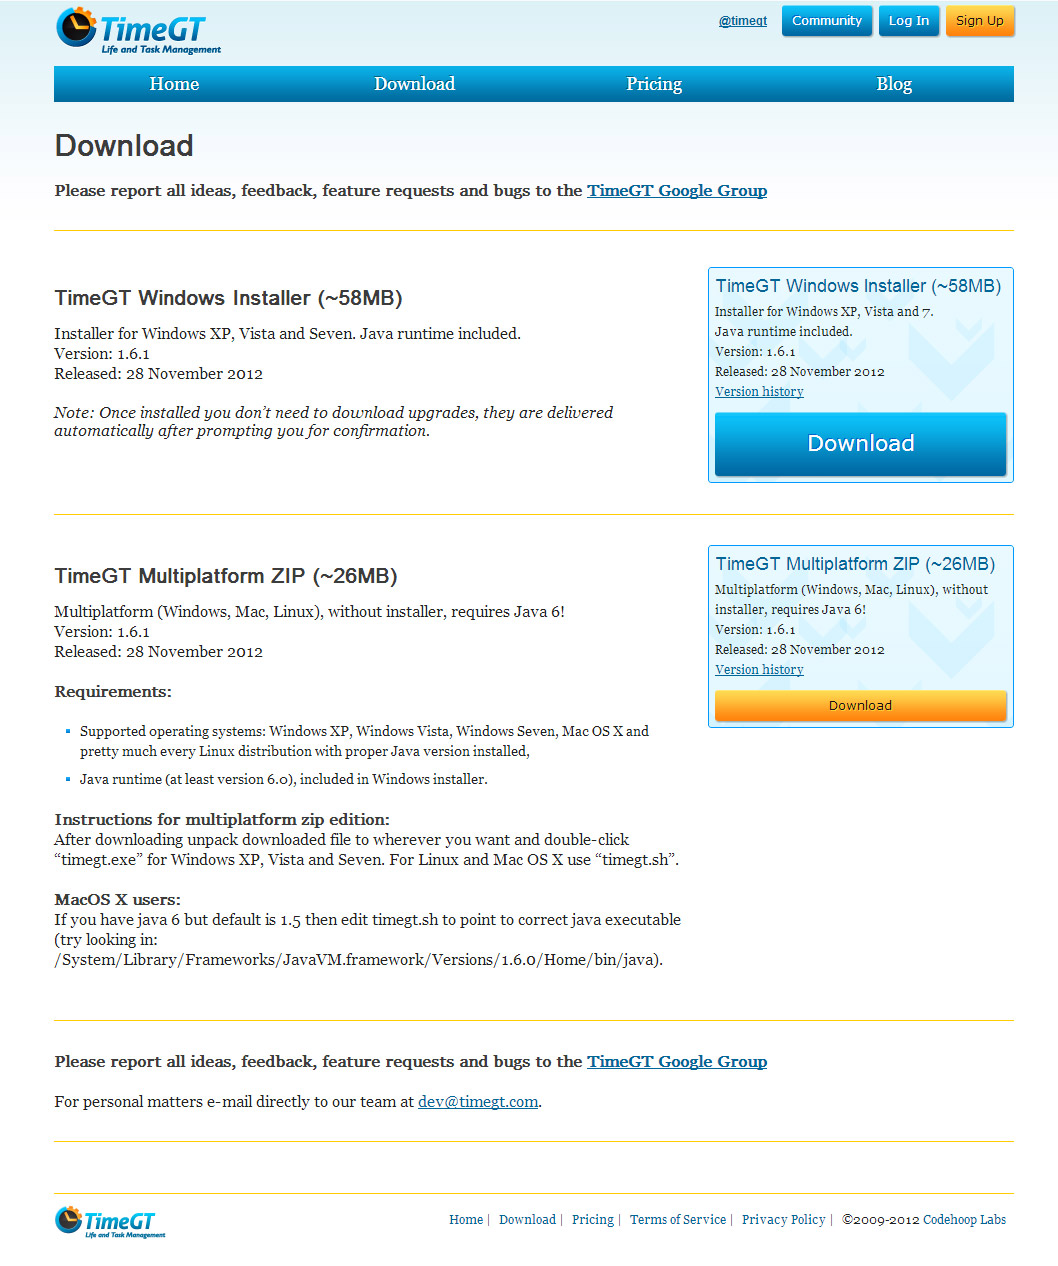 TimeGT
Life and Task Management
@timegt
Community
Log In
Sign Up
Home
Download
Pricing
Blog
Download
Please report all ideas, feedback, feature requests and bugs to the TimeGT Google Group
TimeGT Windows Installer (~58MB)
Installer for Windows XP, Vista and Seven. Java runtime included.
Version: 1.6.1
Released: 28 November 2012
Note: Once installed you don’t need to download upgrades, they are delivered
automatically after prompting you for confirmation.
TimeGT Windows Installer (~58MB)
Installer for Windows XP, Vista and 7.
Java runtime included.
Version: 1.6.1
Released: 28 November 2012
Version history
Download
TimeGT Multiplatform ZIP (~26MB)
Multiplatform (Windows, Mac, Linux), without installer, requires Java 6!
Version: 1.6.1
Released: 28 November 2012
Requirements:
Supported operating systems: Windows XP, Windows Vista, Windows Seven, Mac OS X and
pretty much every Linux distribution with proper Java version installed,
Java runtime (at least version 6.0), included in Windows installer.
Instructions for multiplatform zip edition:
After downloading unpack downloaded file to wherever you want and double-click
“timegt.exe” for Windows XP, Vista and Seven. For Linux and Mac OS X use “timegt.sh”.
MacOS X users:
If you have java 6 but default is 1.5 then edit timegt.sh to point to correct java executable
(try looking in:
/System/Library/Frameworks/JavaVM.framework/Versions/1.6.0/Home/bin/java).
TimeGT Multiplatform ZIP (~26MB)
Multiplatform (Windows, Mac, Linux), without
installer, requires Java 6!
Version: 1.6.1
Released: 28 November 2012
Version history
Download
Please report all ideas, feedback, feature requests and bugs to the TimeGT Google Group
For personal matters e-mail directly to our team at dev@timegt.com.
TimeGT
Life and Task Management
Home | Download | Pricing | Terms of Service | Privacy Policy | ©2009-2012 Codehoop Labs